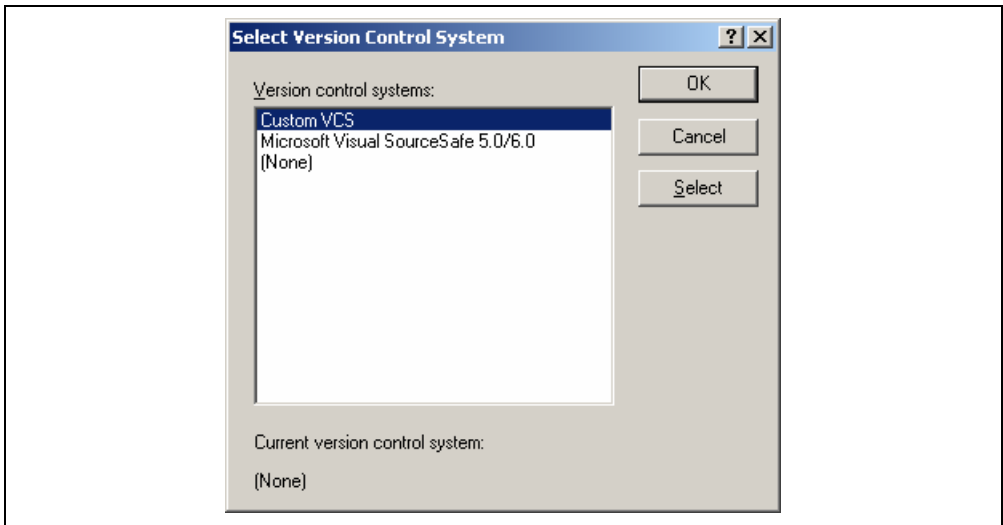 Select Version Control System
Version control systems:
OK
Custom VCS
Microsoft Visual SourceSafe 5.0/6.0
(None)
Cancel
Select
Current version control system:
(None)